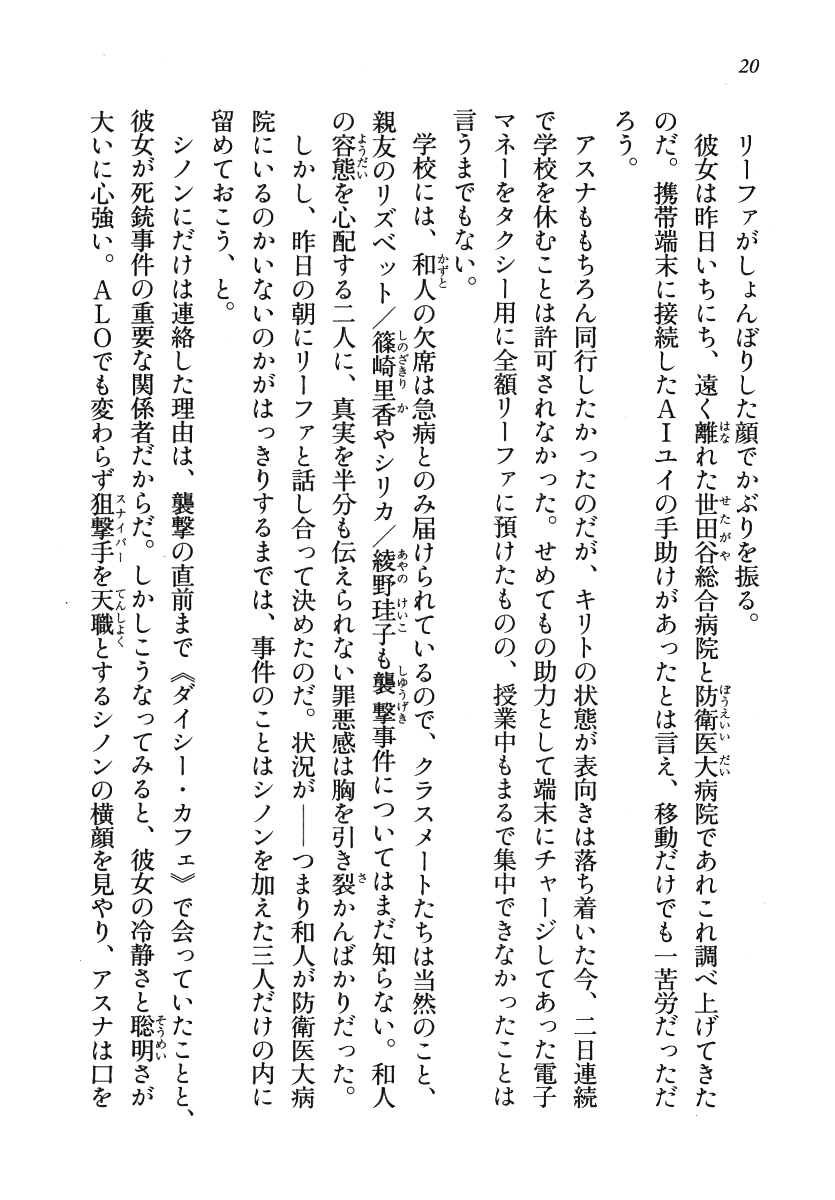 20
リーファがしょんぼりした顔でかぶりを振る。
彼女は昨日いちにち、遠く離れた世田谷総合病院と防衛医大病院であれこれ調べ上げてきた
のだ。携帯端末に接続したＡＩユイの手助けがあったとは言え、移動だけでも一苦労だっただ
ろう。
アスナももちろん同行したかったのだが、キリトの状態が表向きは落ち着いた今、二日連続
で学校を休むことは許可されなかった。せめてもの助力として端末にチャージしてあった電子
マネーをタクシー用に全額リーファに預けたものの、授業中もまるで集中できなかったことは
言うまでもない。
学校には、和人の欠席は急病とのみ届けられているので、クラスメートたちは当然のこと、
親友のリズベット／篠崎里香やシリカ／綾野珪子も襲撃事件についてはまだ知らない。和人
の容態を心配する二人に、真実を半分も伝えられない罪悪感は胸を引き裂かんばかりだった。
しかし、昨日の朝にリーファと話し合って決めたのだ。状況が――つまり和人が防衛医大病
院にいるのかいないのかがはっきりするまでは、事件のことはシノンを加えた三人だけの内に
留めておこう、と。
シノンにだけは連絡した理由は、襲撃の直前まで《ダイシー・カフェ》で会っていたことと、
彼女が死銃事件の重要な関係者だからだ。しかしこうなってみると、彼女の冷静さと聡明さが
大いに心強い。ＡＬＯでも変わらず狙撃手を天職とするシノンの横顔を見やり、アスナは口を